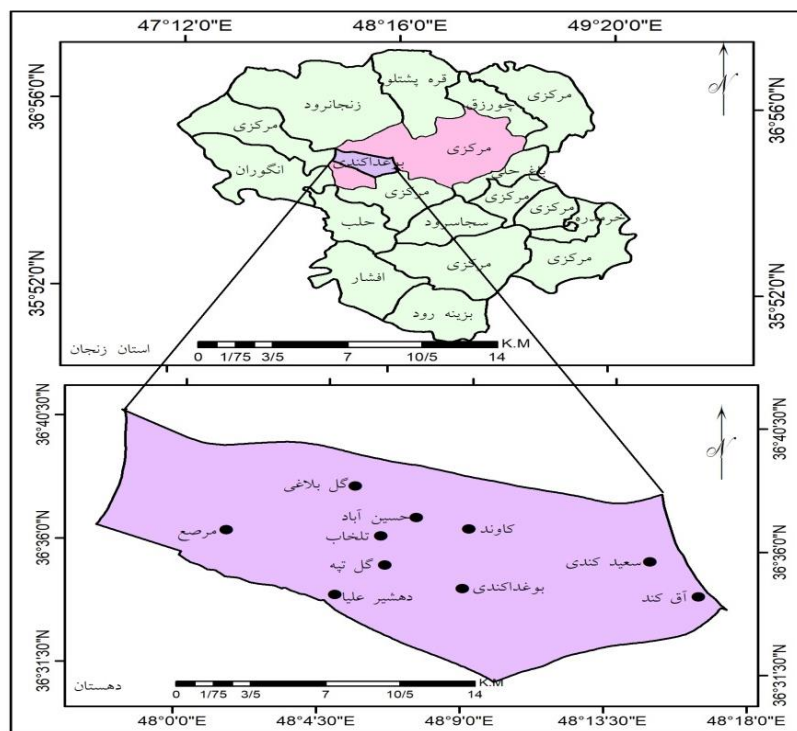 47°12'0"E 48°16'0"E 49°20'0"E
36°56'0"N
35°52'0"N
36°56'0"N
35°52'0"N
N
قره پشتلو
چورزق
مرکزی
زنجانرود
مرکزی
مرکزی
بوغداکندی
انگوران
باغ حلی
مرکزی
مرکزی
مرکزی
خرمدره
حلب
سجاسرود
مرکزی
مرکزی
افشار
بزینه رود
استان زنجان
K.M
0 1/75 3/5 7 10/5 14
36°40'30"N
36°36'0"N
36°31'30"N
36°40'30"N
36°36'0"N
36°31'30"N
N
گل بلاغی
حسین آباد
کاوند
مرصع
تلخاب
گل تپه
سعید کندی
دهشیر علیا
بوغداکندی
آق کند
دهستان
K.M
0 1/75 3/5 7 10/5 14
48°0'0"E 48°4'30"E 48°9'0"E 48°13'30"E 48°18'0"E